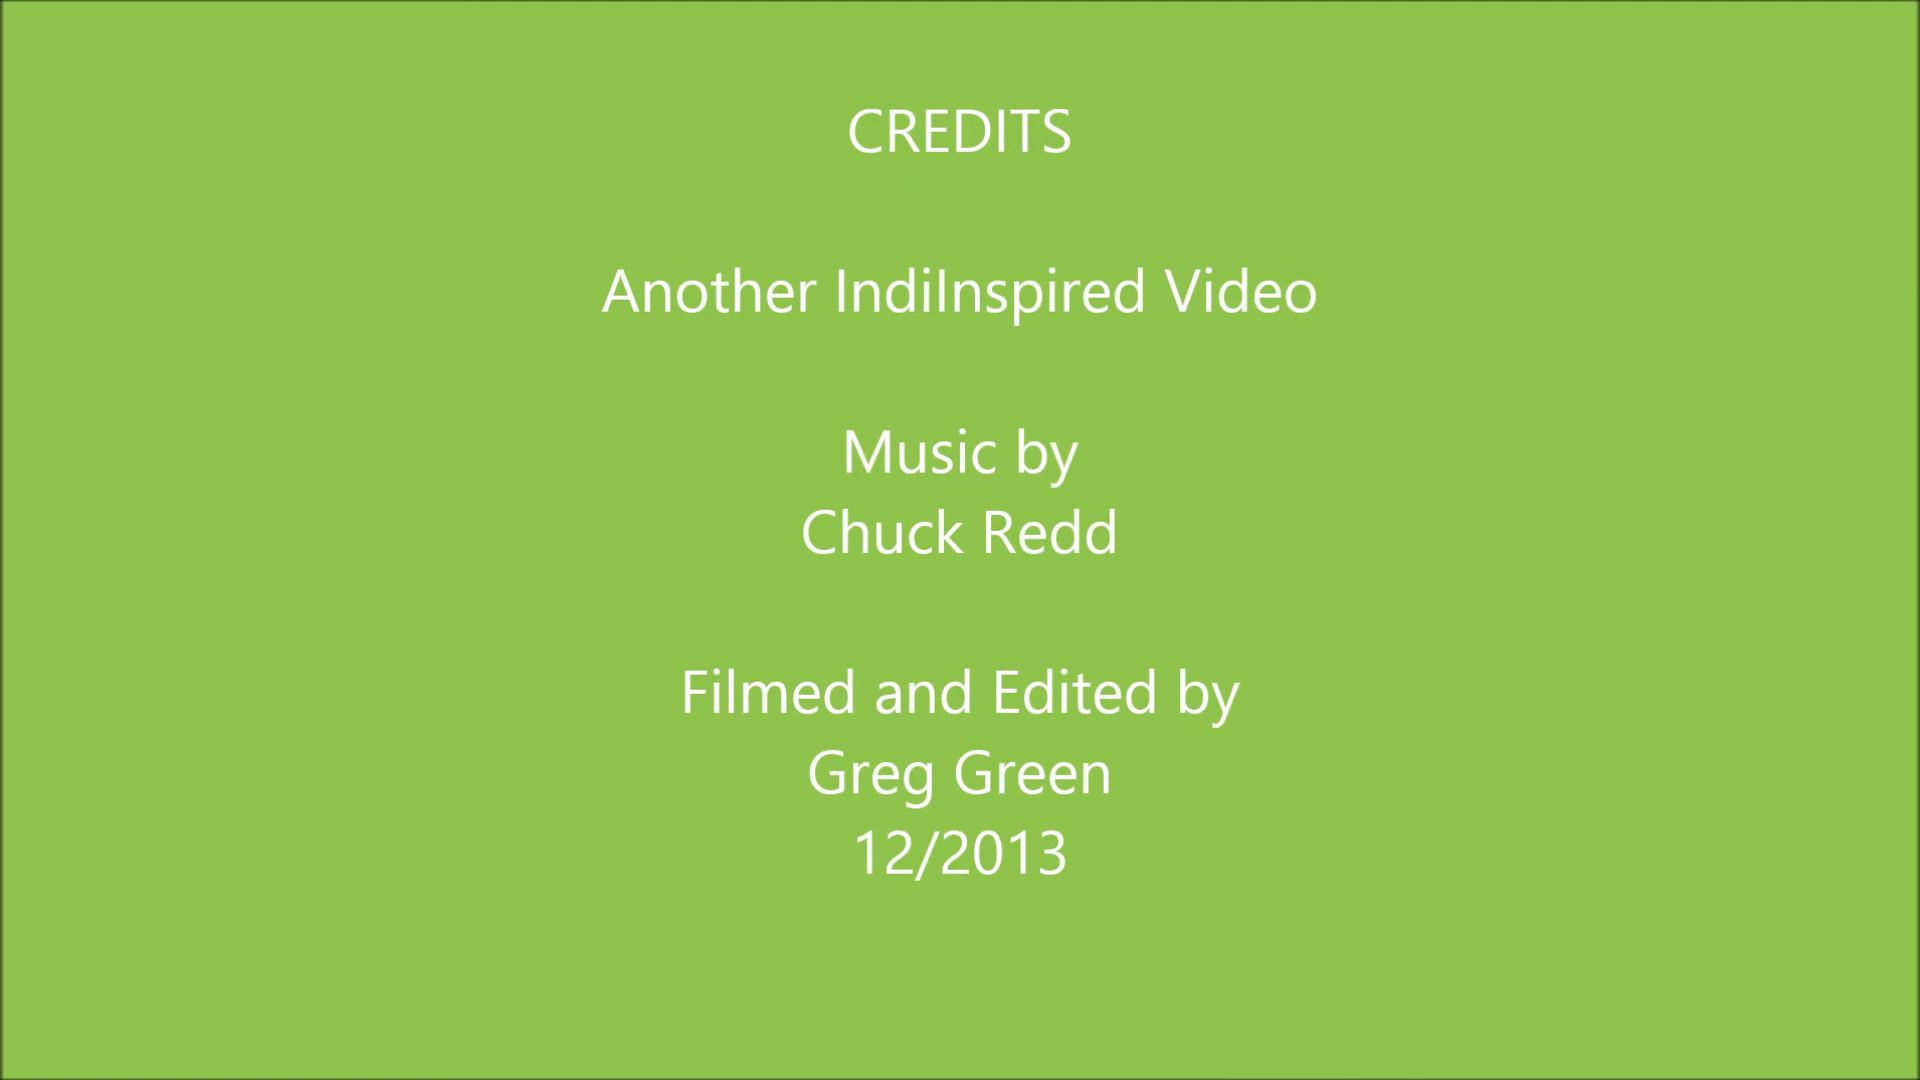 CREDITS
Another IndiInspired Video
Music by
Chuck Redd
Filmed and Edited by
Greg Green
12/2013